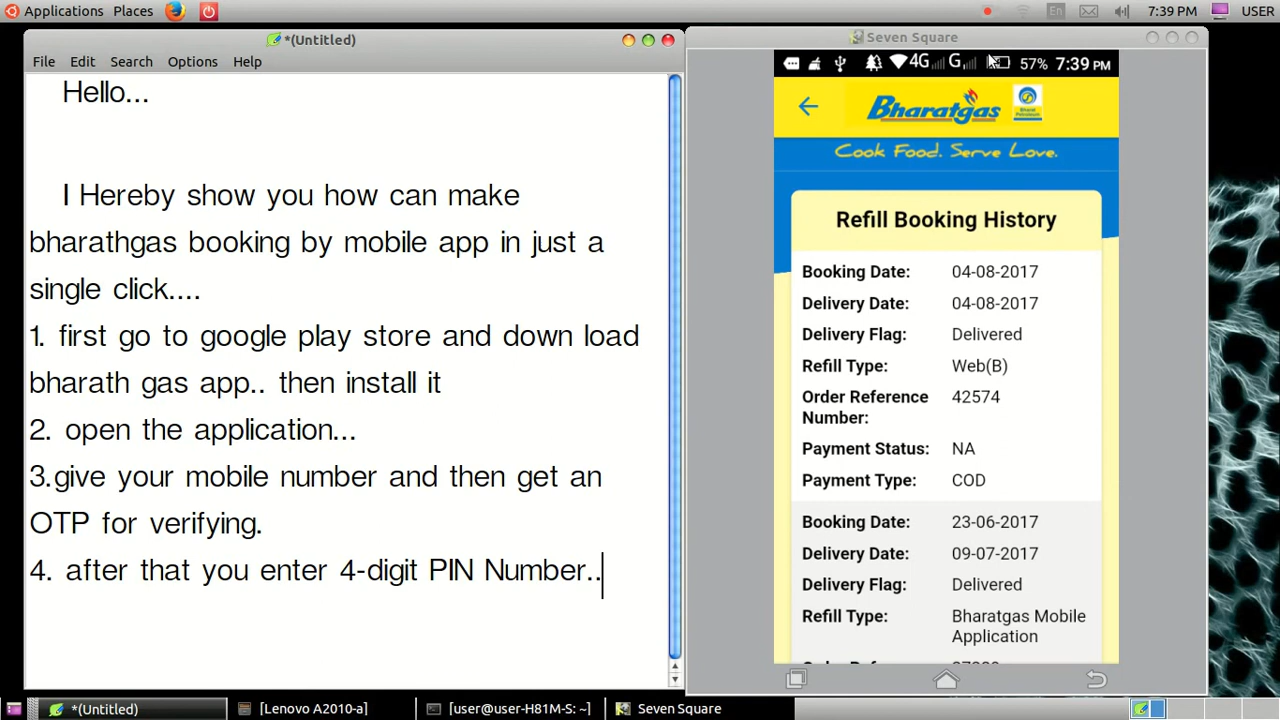 Applications Places
En
7:39 PM
USER
*(Untitled)
File Edit Search Options Help
Hello...
I Hereby show you how can make
bharathgas booking by mobile app in just a
single click....
1. first go to google play store and down load
bharath gas app.. then install it
2. open the application...
3.give your mobile number and then get an
OTP for verifying.
4. after that you enter 4-digit PIN Number..
Seven Square
4G G 57% 7:39 PM
Bharatgas
Cook Food. Serve Love.
Refill Booking History
Booking Date: 04-08-2017
Delivery Date: 04-08-2017
Delivery Flag: Delivered
Refill Type: Web(B)
Order Reference 42574
Number:
Payment Status: NA
Payment Type: COD
Booking Date: 23-06-2017
Delivery Date: 09-07-2017
Delivery Flag: Delivered
Refill Type: Bharatgas Mobile
Application
*(Untitled)
[Lenovo A2010-a]
[user@user-H81M-S: ~]
Seven Square